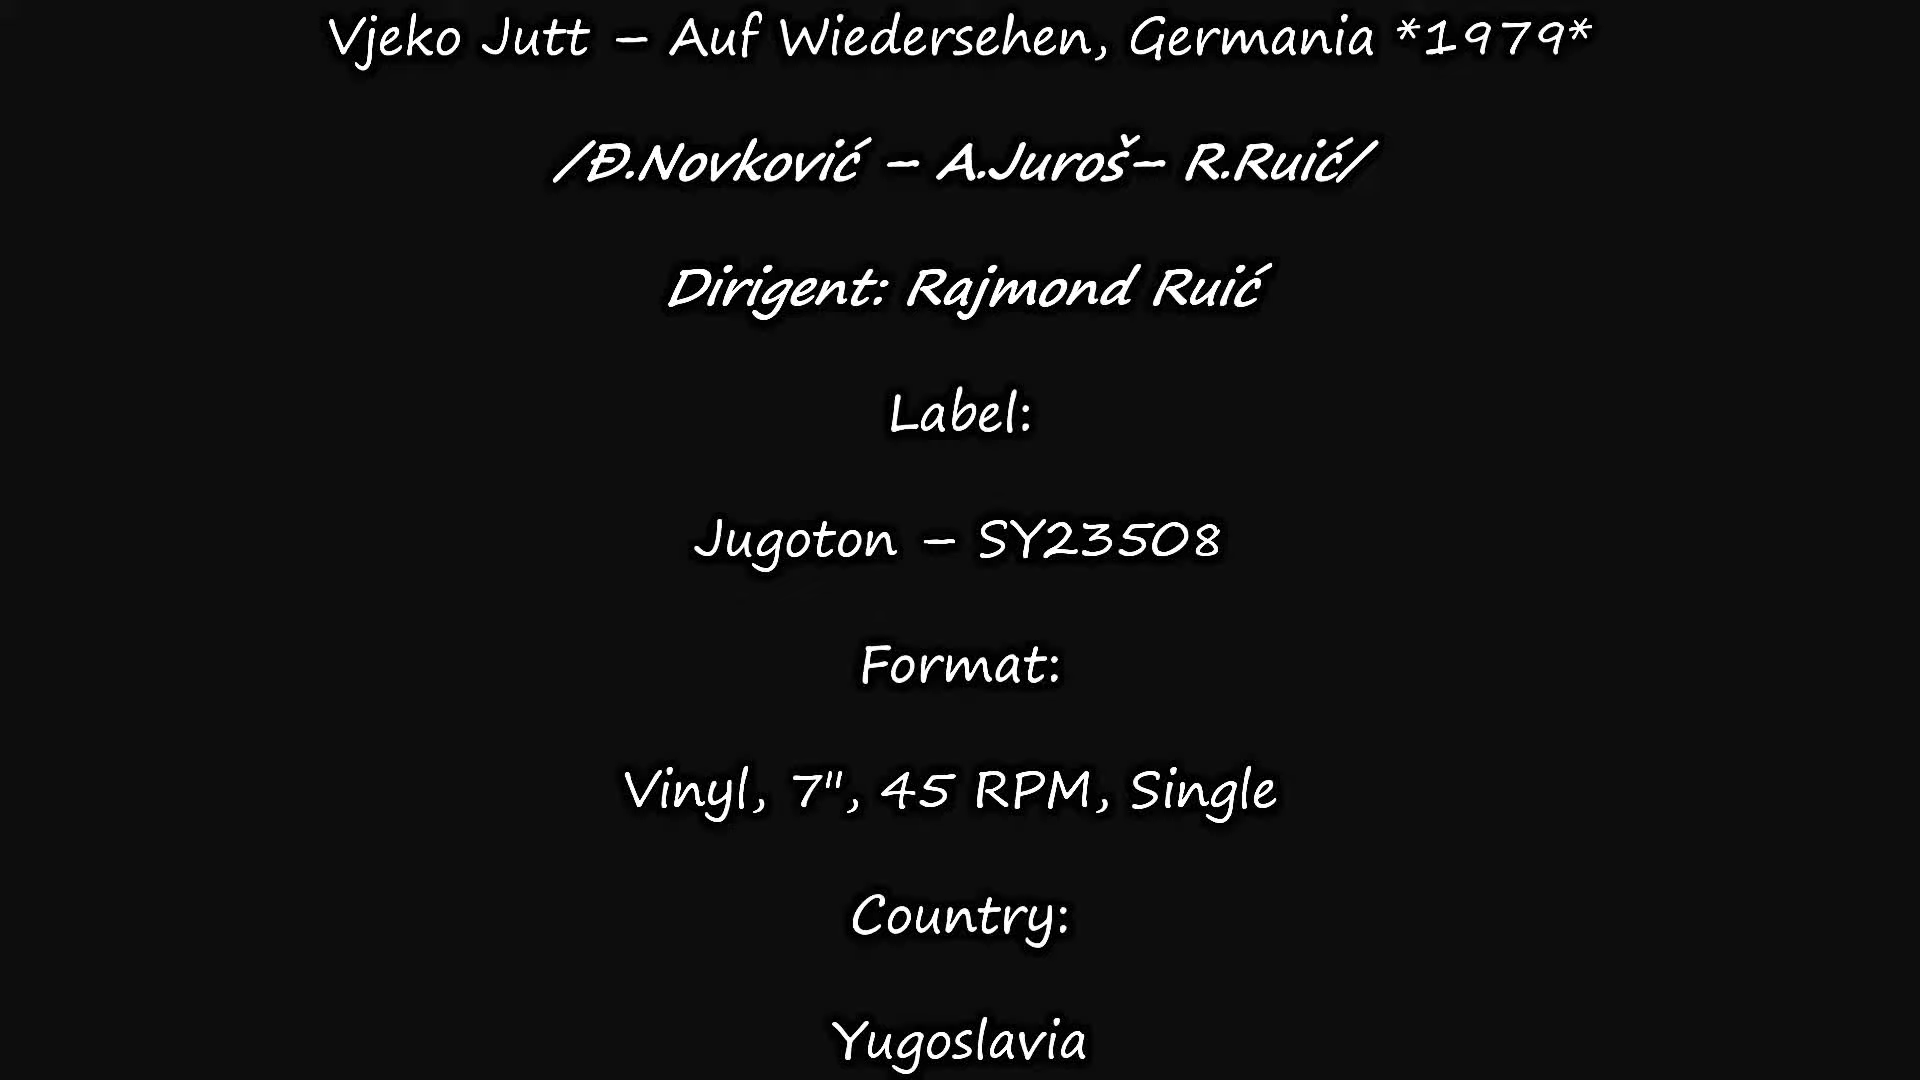 Vjeko Jutt – Auf Wiedersehen, Germania *1979*
/Đ.Novković – A.Juroš– R.Ruić/
Dirigent: Rajmond Ruić
Label:
Jugoton – SY23508
Format:
Vinyl, 7", 45 RPM, Single
Country:
Yugoslavia